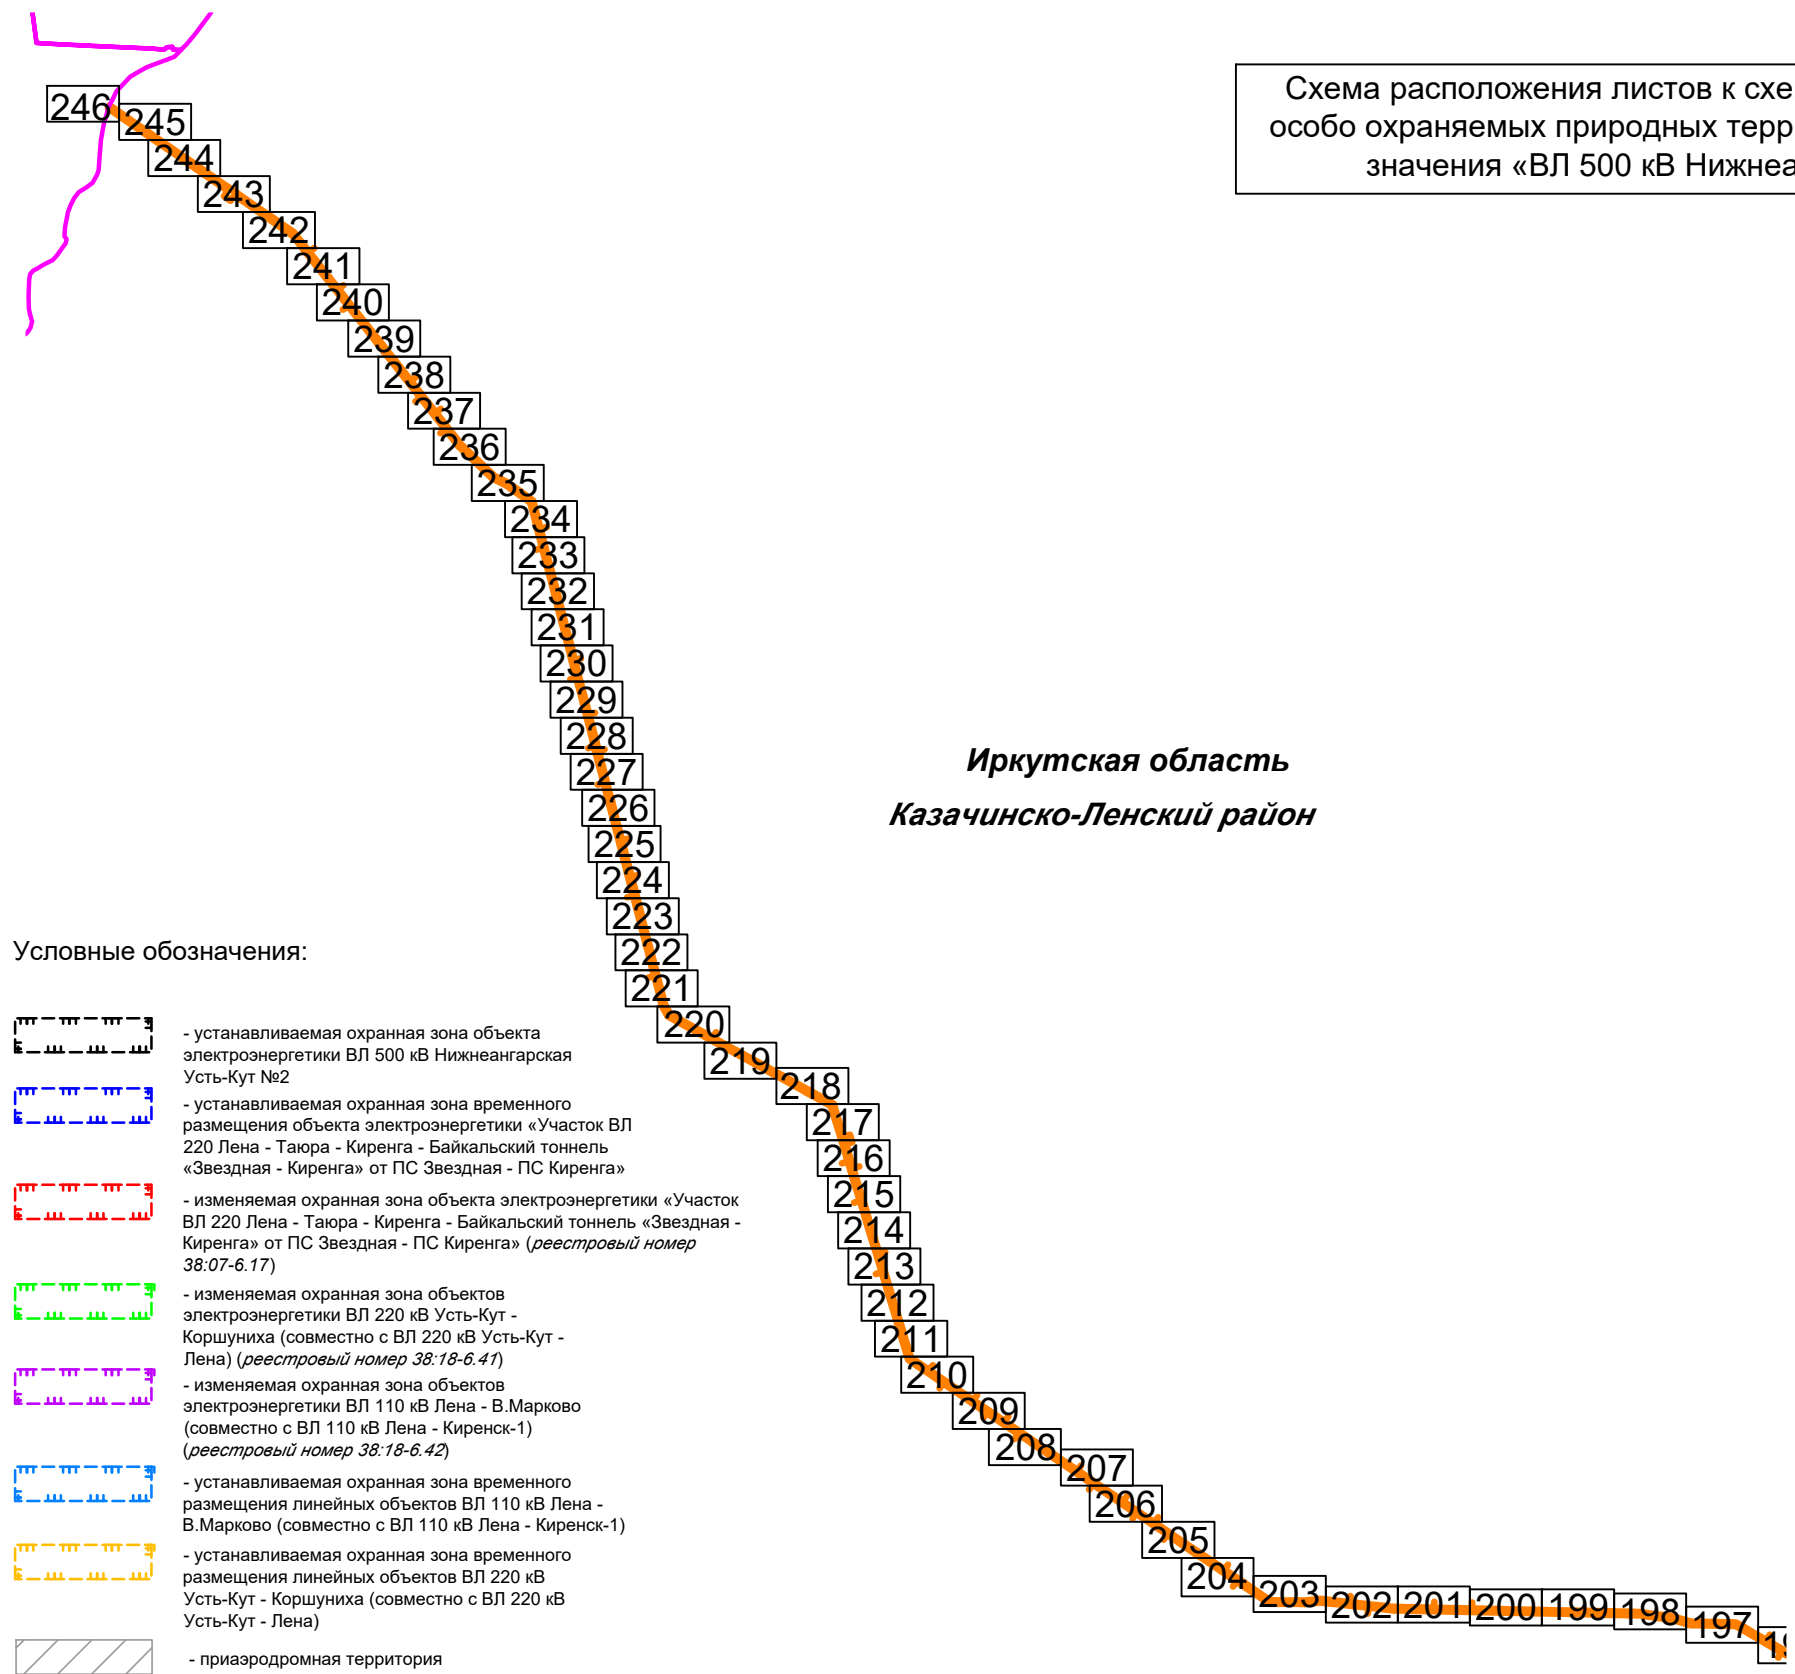 Схема расположения листов к схе
особо охраняемых природных терр
значения «ВЛ 500 кВ Нижнеа
246
245
244
243
242
241
240
239
238
237
236
235
234
233
232
231
230
229
228
227
226
225
224
223
222
221
220
219
218
217
216
215
214
213
212
211
210
209
208
207
206
205
204
203
202
201
200
199
198
197
Иркутская область
Казачинско-Ленский район
Условные обозначения:
- устанавливаемая охранная зона объекта
электроэнергетики ВЛ 500 кВ Нижнеангарская
Усть-Кут №2
- устанавливаемая охранная зона временного
размещения объекта электроэнергетики «Участок ВЛ
220 Лена - Таюра - Киренга - Байкальский тоннель
«Звездная - Киренга» от ПС Звездная - ПС Киренга»
- изменяемая охранная зона объекта электроэнергетики «Участок
ВЛ 220 Лена - Таюра - Киренга - Байкальский тоннель «Звездная -
Киренга» от ПС Звездная - ПС Киренга» (реестровый номер
38:07-6.17)
- изменяемая охранная зона объектов
электроэнергетики ВЛ 220 кВ Усть-Кут -
Коршуниха (совместно с ВЛ 220 кВ Усть-Кут -
Лена) (реестровый номер 38:18-6.41)
- изменяемая охранная зона объектов
электроэнергетики ВЛ 110 кВ Лена - В.Марково
(совместно с ВЛ 110 кВ Лена - Киренск-1)
(реестровый номер 38:18-6.42)
- устанавливаемая охранная зона временного
размещения линейных объектов ВЛ 110 кВ Лена -
В.Марково (совместно с ВЛ 110 кВ Лена - Киренск-1)
- устанавливаемая охранная зона временного
размещения линейных объектов ВЛ 220 кВ
Усть-Кут - Коршуниха (совместно с ВЛ 220 кВ
Усть-Кут - Лена)
- приаэродромная территория